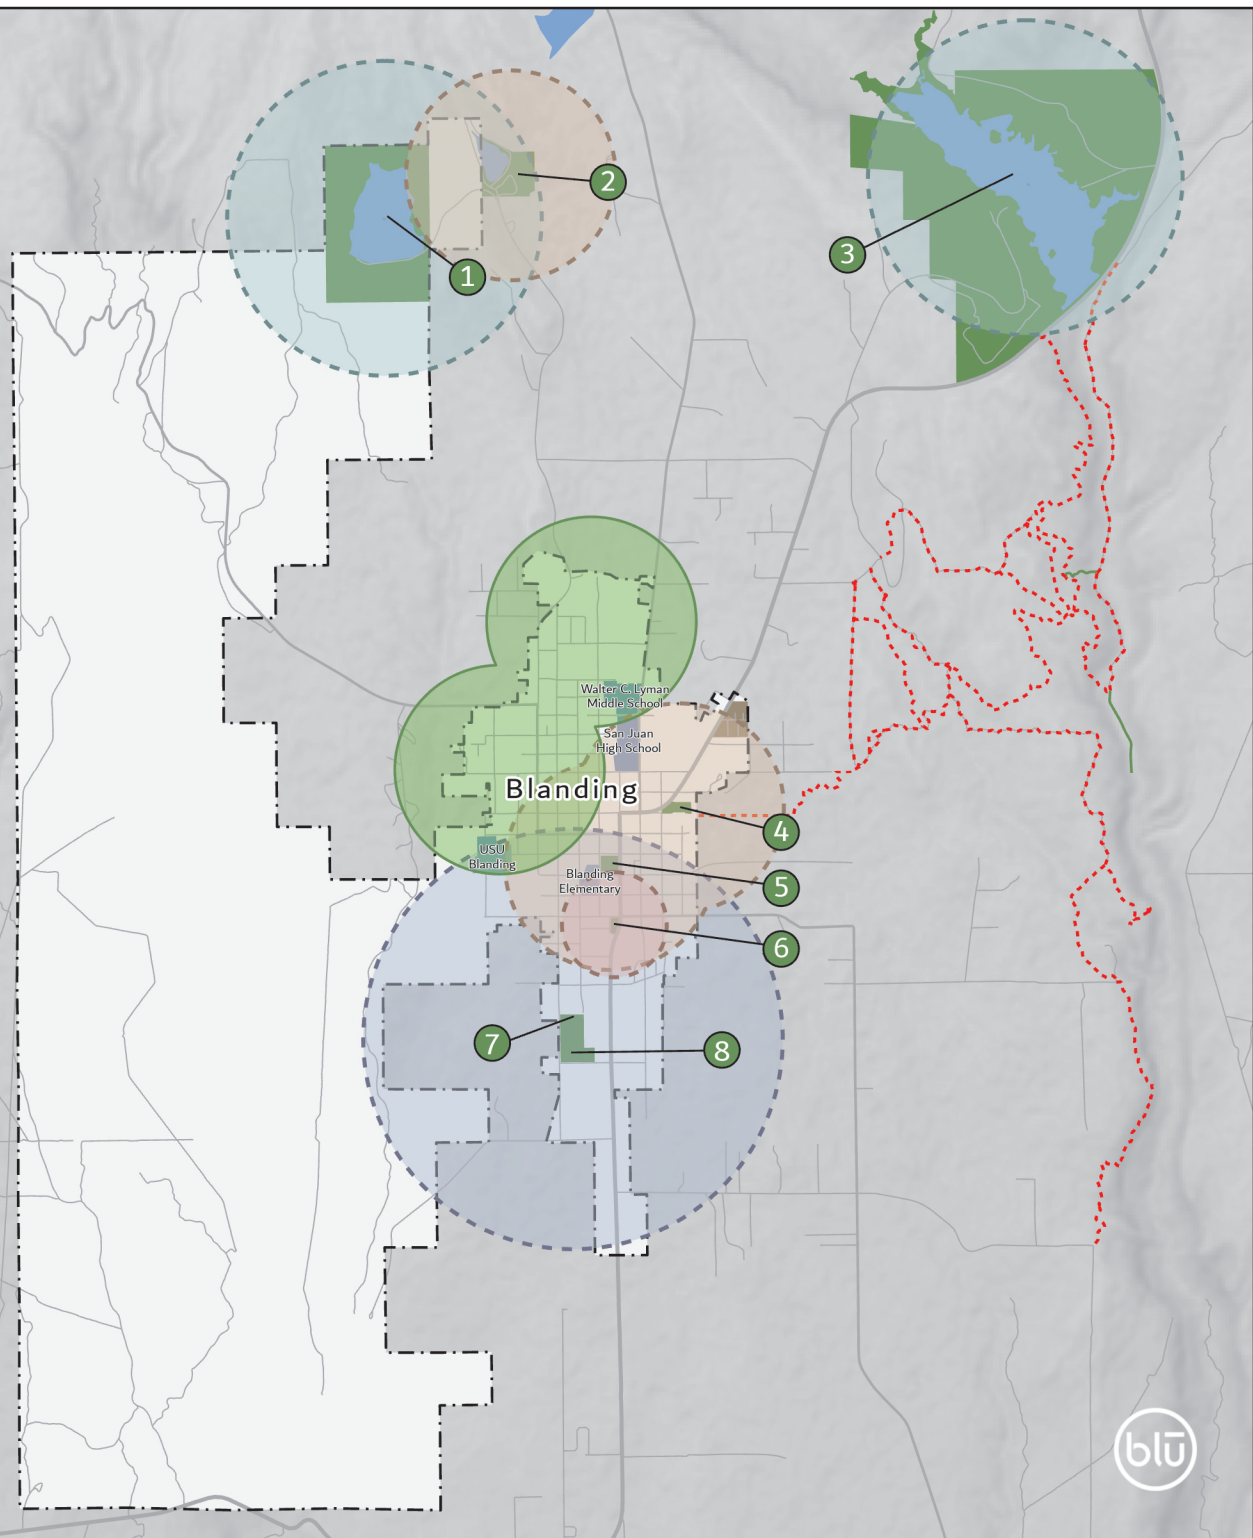 2
3
1
Walter C. Lyman
Middle School
San Juan
High School
Blanding
4
USU
Blanding
Blanding
Elementary
5
6
7
8
blū